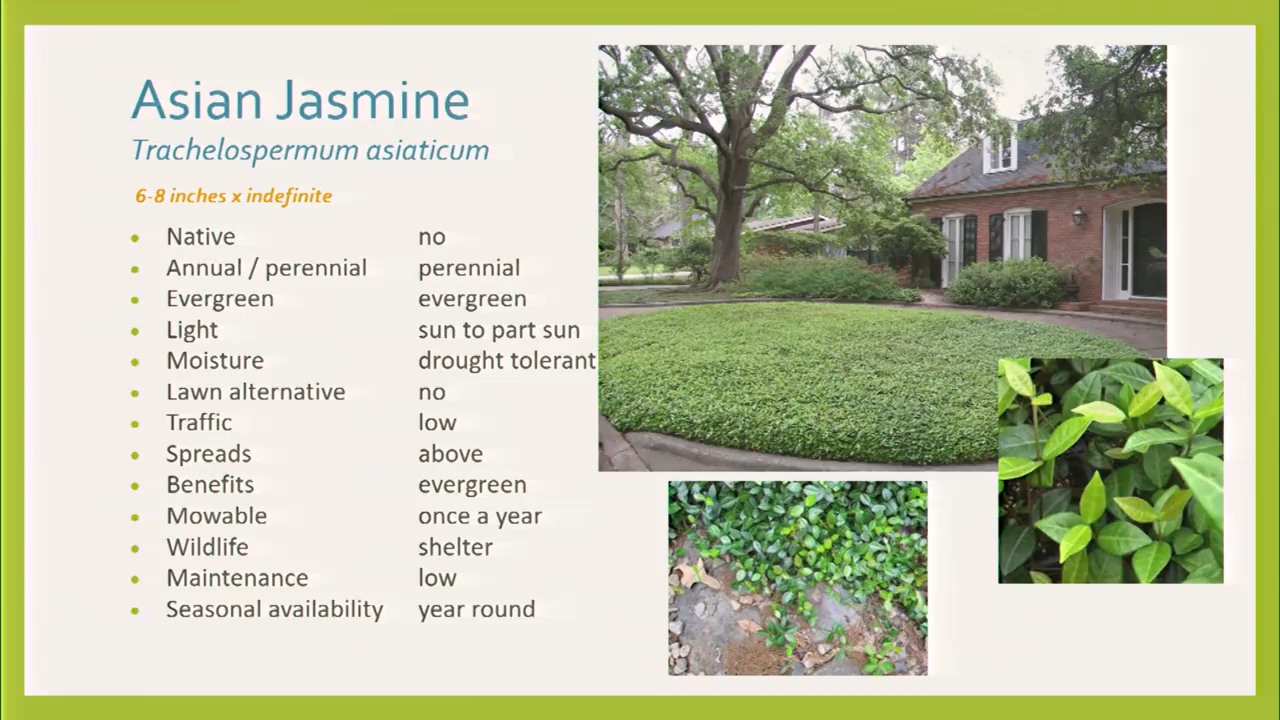 Asian Jasmine
Trachelospermum asiaticum
6-8 inches x indefinite
• Native no
• Annual / perennial perennial
• Evergreen evergreen
• Light sun to part sun
• Moisture drought tolerant
• Lawn alternative no
• Traffic low
• Spreads above
• Benefits evergreen
• Mowable once a year
• Wildlife shelter
• Maintenance low
• Seasonal availability year round